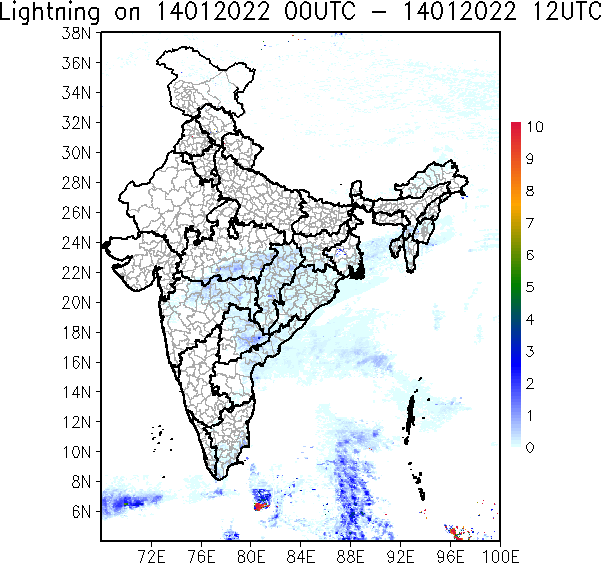 Lightning on 14012022 00UTC – 14012022 12UTC
38N
36N
34N
32N
30N
28N
26N
24N
22N
20N
18N
16N
14N
12N
10N
8N
6N
72E 76E 80E 84E 88E 92E 96E 100E
10
9
8
7
6
5
4
3
2
1
0